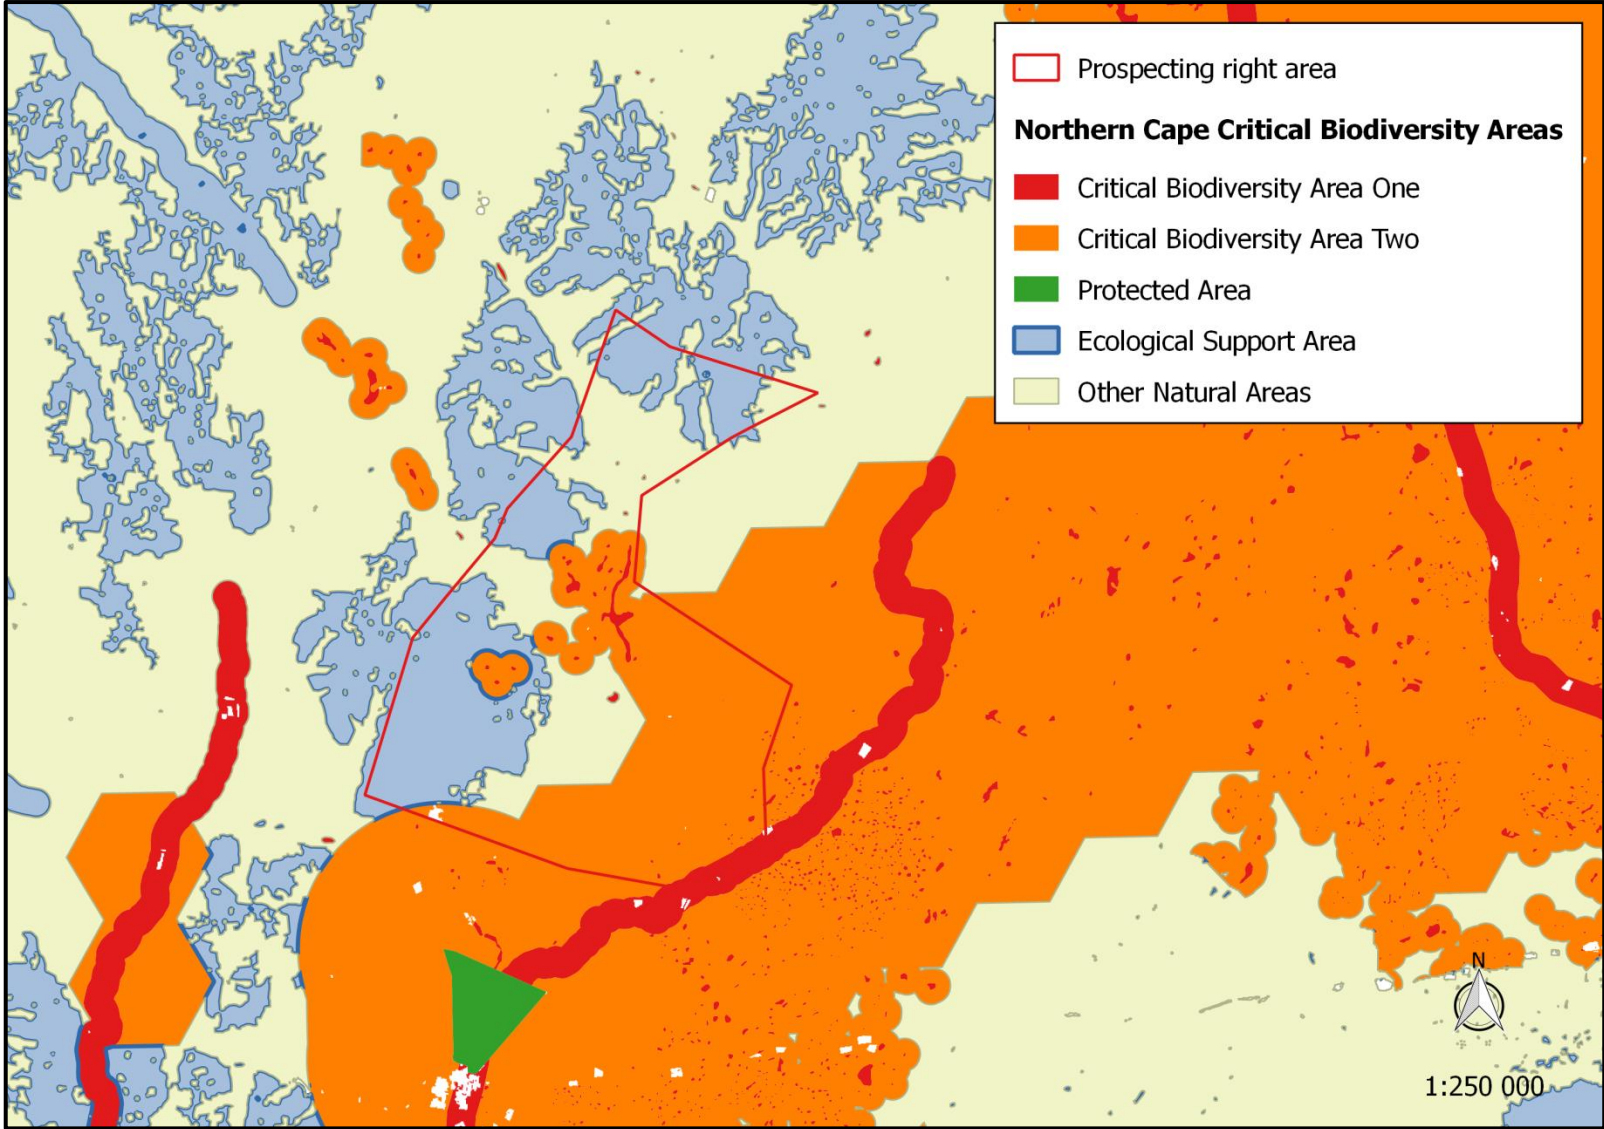 Prospecting right area
Northern Cape Critical Biodiversity Areas
Critical Biodiversity Area One
Critical Biodiversity Area Two
Protected Area
Ecological Support Area
Other Natural Areas
N
1:250 000